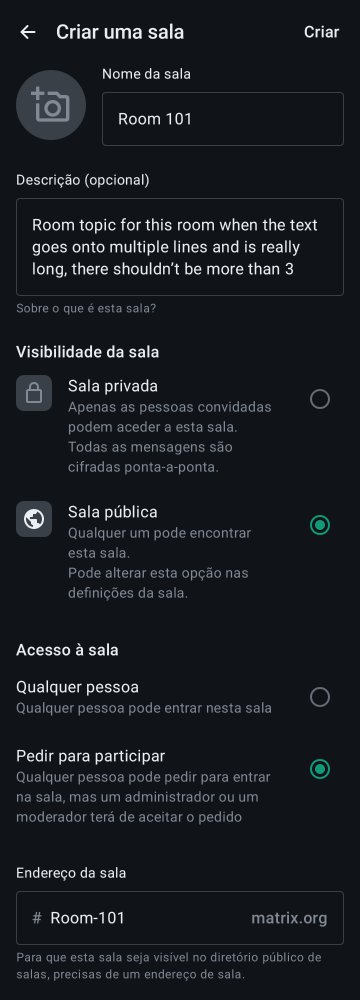 Criar uma sala
Criar
Nome da sala
Room 101
Descrição (opcional)
Room topic for this room when the text
goes onto multiple lines and is really
long, there shouldn’t be more than 3
Sobre o que é esta sala?
Visibilidade da sala
Sala privada
Apenas as pessoas convidadas
podem aceder a esta sala.
Todas as mensagens são
cifradas ponta-a-ponta.
Sala pública
Qualquer um pode encontrar
esta sala.
Pode alterar esta opção nas
definições da sala.
Acesso à sala
Qualquer pessoa
Qualquer pessoa pode entrar nesta sala
Pedir para participar
Qualquer pessoa pode pedir para entrar
na sala, mas um administrador ou um
moderador terá de aceitar o pedido
Endereço da sala
# Room-101 matrix.org
Para que esta sala seja visível no diretório público de
salas, precisas de um endereço de sala.